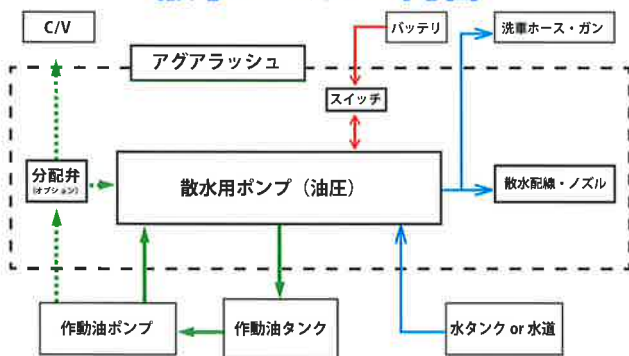 C/V
バッテリ
洗車ホース・ガン
アグアラッシュ
スイッチ
分配弁
(オプション)
散水用ポンプ（油圧）
散水配線・ノズル
作動油ポンプ
作動油タンク
水タンク or 水道